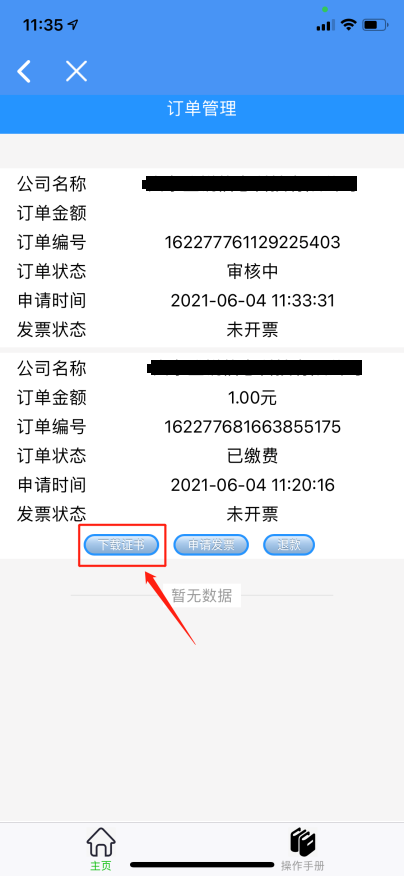 11:35
订单管理
公司名称
订单金额
订单编号 162277761129225403
订单状态 审核中
申请时间 2021-06-04 11:33:31
发票状态 未开票
公司名称
订单金额 1.00元
订单编号 162277681663855175
订单状态 已缴费
申请时间 2021-06-04 11:20:16
发票状态 未开票
下载证书 申请发票 退款
暂无数据
主页 操作手册